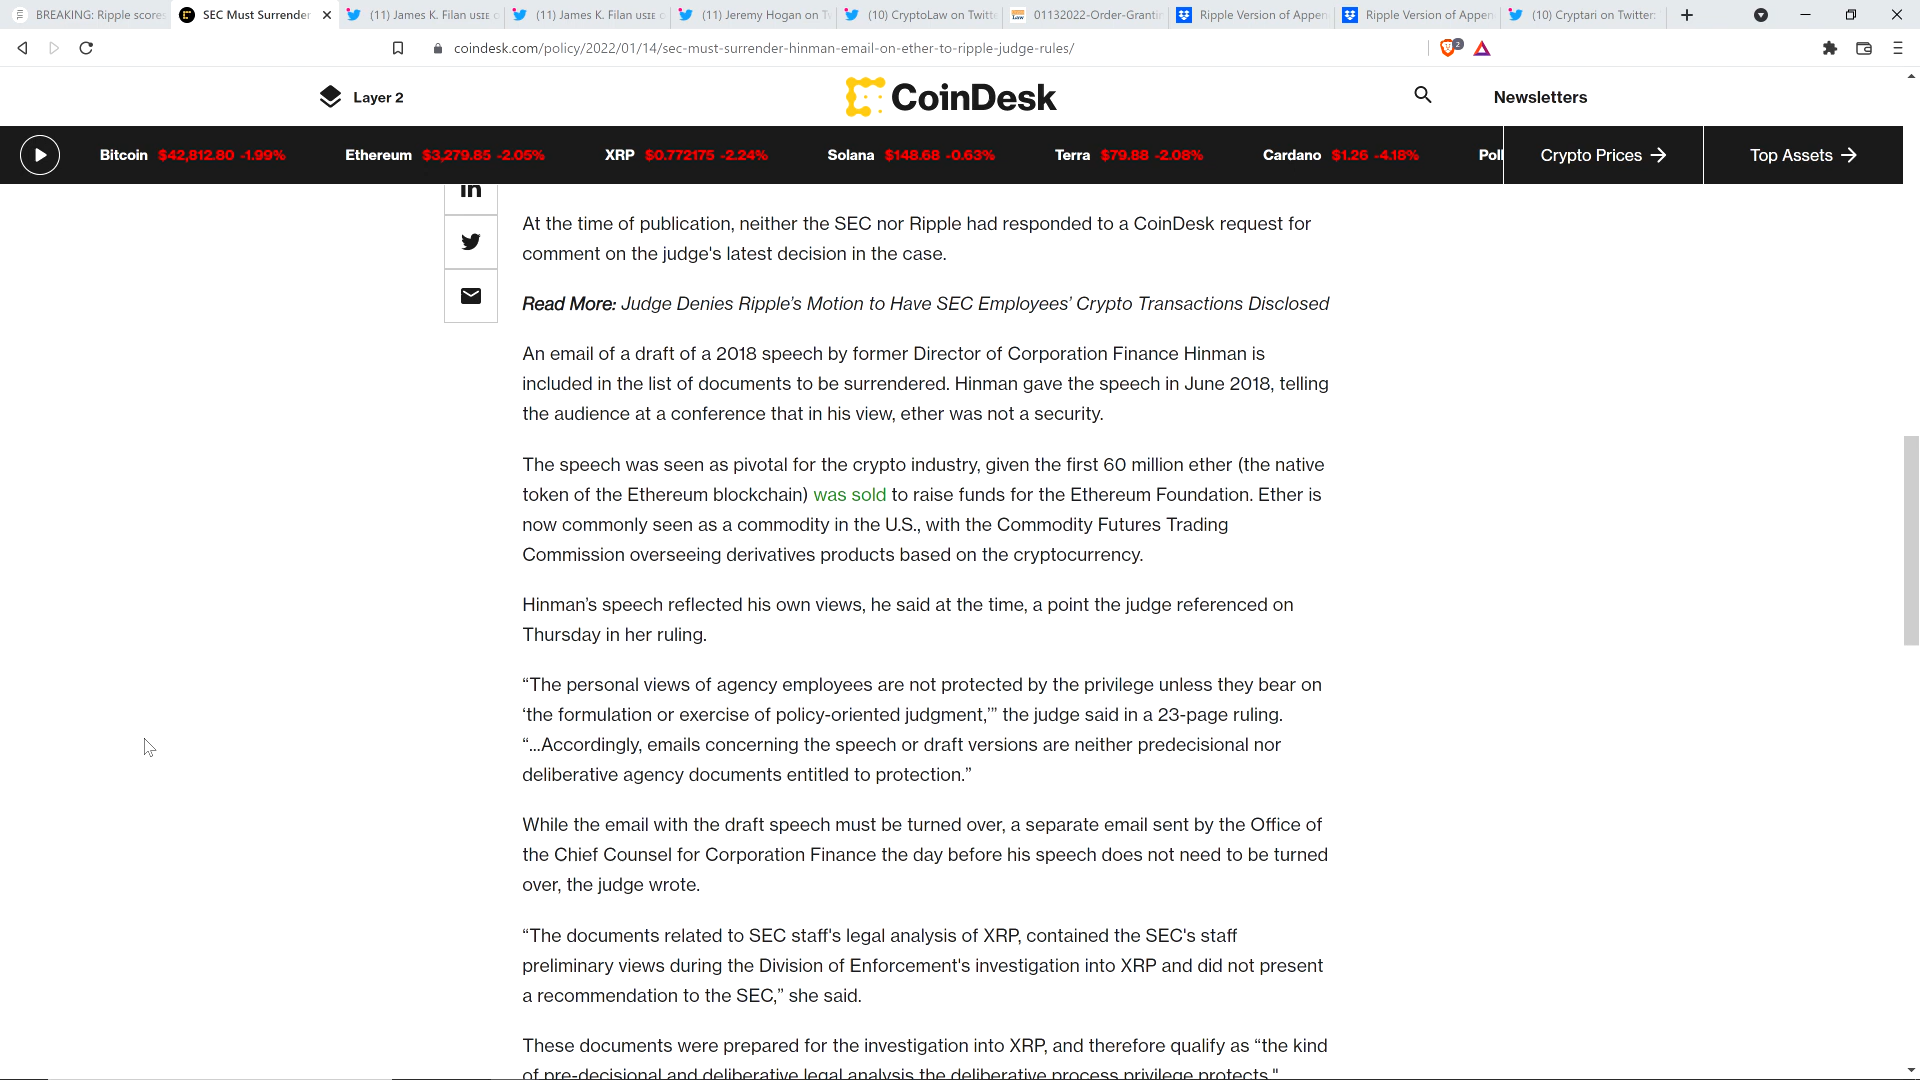 BREAKING: Ripple scores
SEC Must Surrender
(11) James K. Filan
(11) James K. Filan
(11) Jeremy Hogan on T
(10) CryptoLaw on Twitt
01132022-Order-Granti
Ripple Version of Appen
Ripple Version of Appen
(10) Cryptari on Twitter:
coindesk.com/policy/2022/01/14/sec-must-surrender-hinman-email-on-ether-to-ripple-judge-rules/
2
Layer 2
CoinDesk
Newsletters
Bitcoin $42,812.80 -1.99% Ethereum $3,279.85 -2.05% XRP $0.772175 -2.24% Solana $148.68 -0.63% Terra $79.88 -2.08% Cardano $1.26 -4.18% Poll
Crypto Prices →
Top Assets →
in
At the time of publication, neither the SEC nor Ripple had responded to a CoinDesk request for
comment on the judge's latest decision in the case.
Read More: Judge Denies Ripple’s Motion to Have SEC Employees’ Crypto Transactions Disclosed
An email of a draft of a 2018 speech by former Director of Corporation Finance Hinman is
included in the list of documents to be surrendered. Hinman gave the speech in June 2018, telling
the audience at a conference that in his view, ether was not a security.
The speech was seen as pivotal for the crypto industry, given the first 60 million ether (the native
token of the Ethereum blockchain) was sold to raise funds for the Ethereum Foundation. Ether is
now commonly seen as a commodity in the U.S., with the Commodity Futures Trading
Commission overseeing derivatives products based on the cryptocurrency.
Hinman’s speech reflected his own views, he said at the time, a point the judge referenced on
Thursday in her ruling.
“The personal views of agency employees are not protected by the privilege unless they bear on
‘the formulation or exercise of policy-oriented judgment,’” the judge said in a 23-page ruling.
“...Accordingly, emails concerning the speech or draft versions are neither predecisional nor
deliberative agency documents entitled to protection.”
While the email with the draft speech must be turned over, a separate email sent by the Office of
the Chief Counsel for Corporation Finance the day before his speech does not need to be turned
over, the judge wrote.
“The documents related to SEC staff's legal analysis of XRP, contained the SEC's staff
preliminary views during the Division of Enforcement's investigation into XRP and did not present
a recommendation to the SEC,” she said.
These documents were prepared for the investigation into XRP, and therefore qualify as “the kind
of pre-decisional and deliberative legal analysis the deliberative process privilege protects."